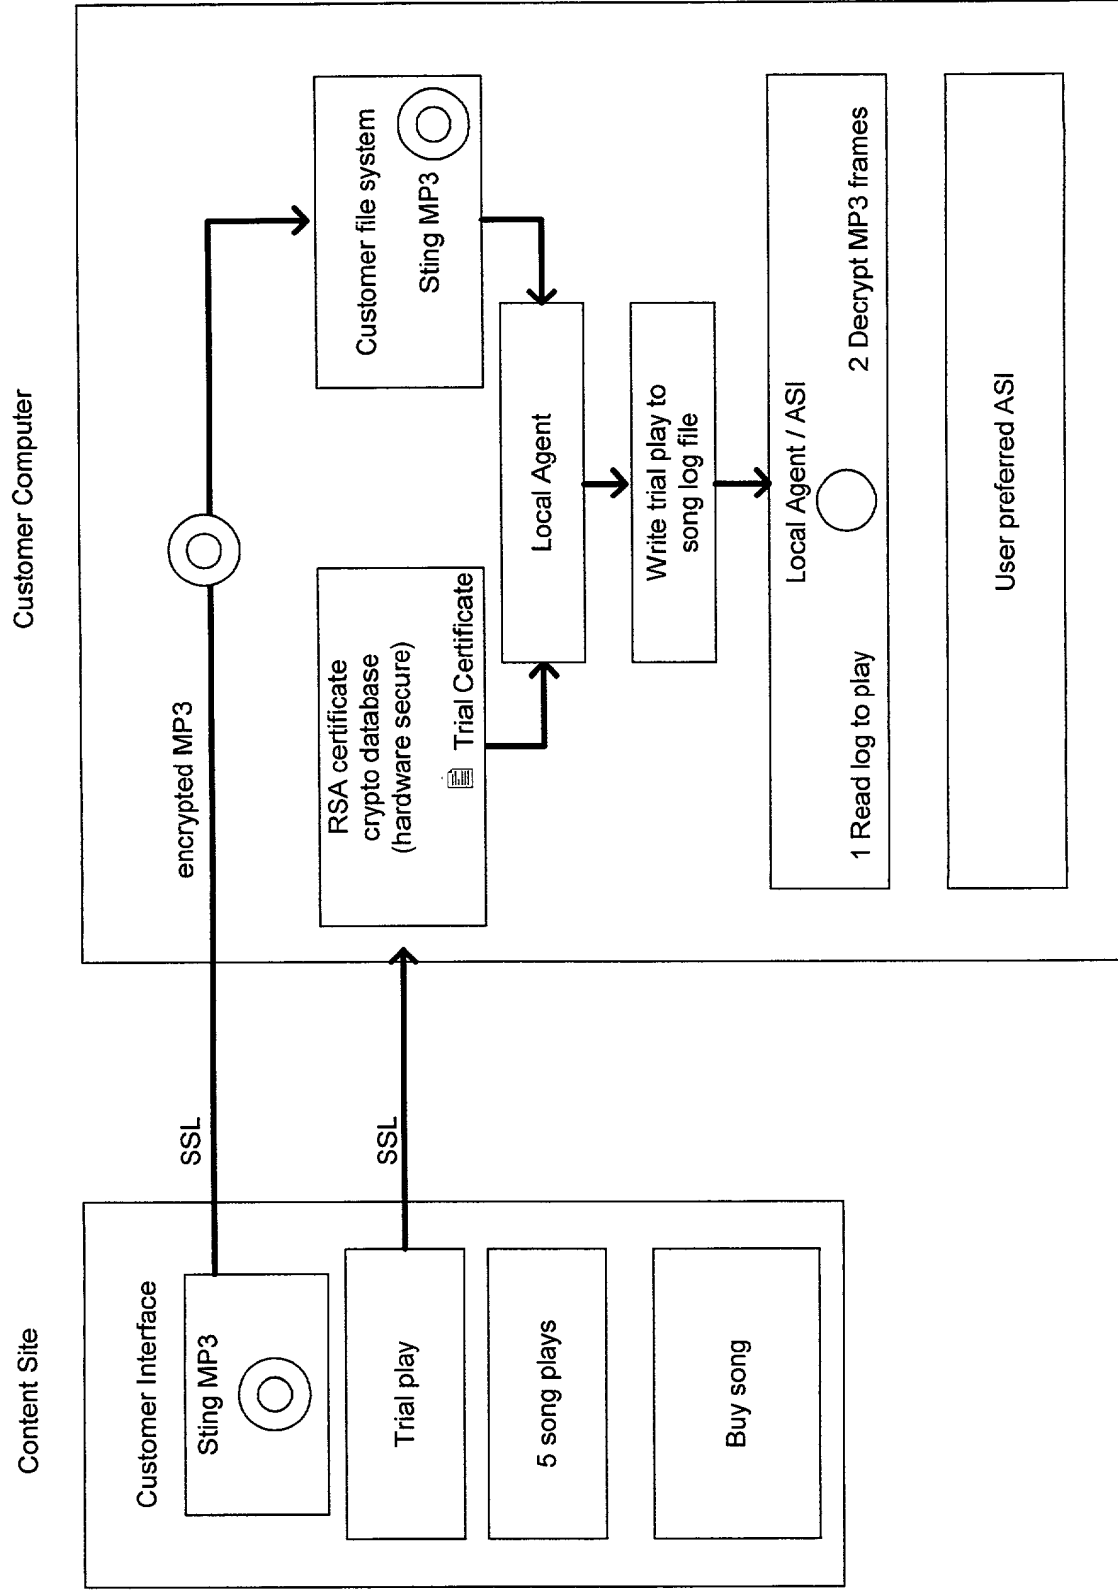 Content Site
Customer Interface
Sting MP3
Trial play
5 song plays
Buy song
SSL
SSL
encrypted MP3
Customer Computer
RSA certificate
crypto database
(hardware secure)
Trial Certificate
Customer file system
Sting MP3
Local Agent
Write trial play to
song log file
Local Agent / ASI
1 Read log to play
2 Decrypt MP3 frames
User preferred ASI